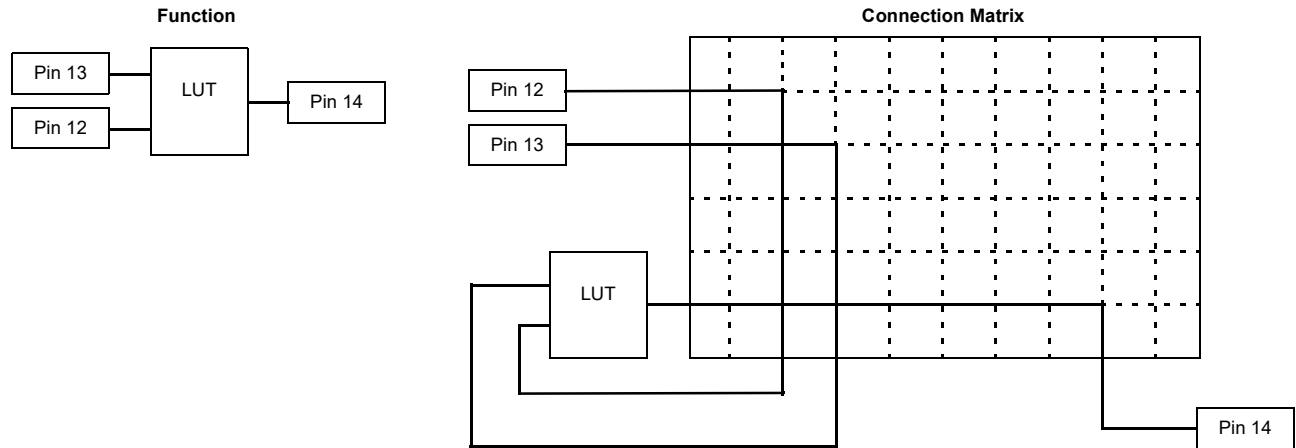 Function
Pin 13
Pin 12
LUT
Pin 14
Connection Matrix
Pin 12
Pin 13
LUT
Pin 14